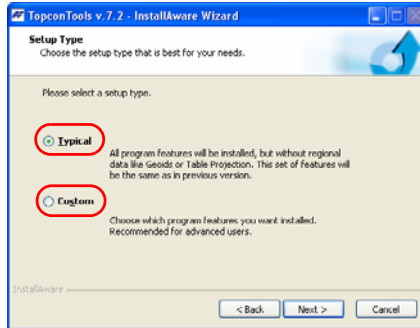 TopconTools v.7.2 - InstallAware Wizard
Setup Type
Choose the setup type that is best for your needs.
Please select a setup type.
Typical
All program features will be installed, but without regional
data like Geoids or Table Projection. This set of features will
be the same as in previous version.
Custom
Choose which program features you want installed.
Recommended for advanced users.
InstallAware
< Back
Next >
Cancel